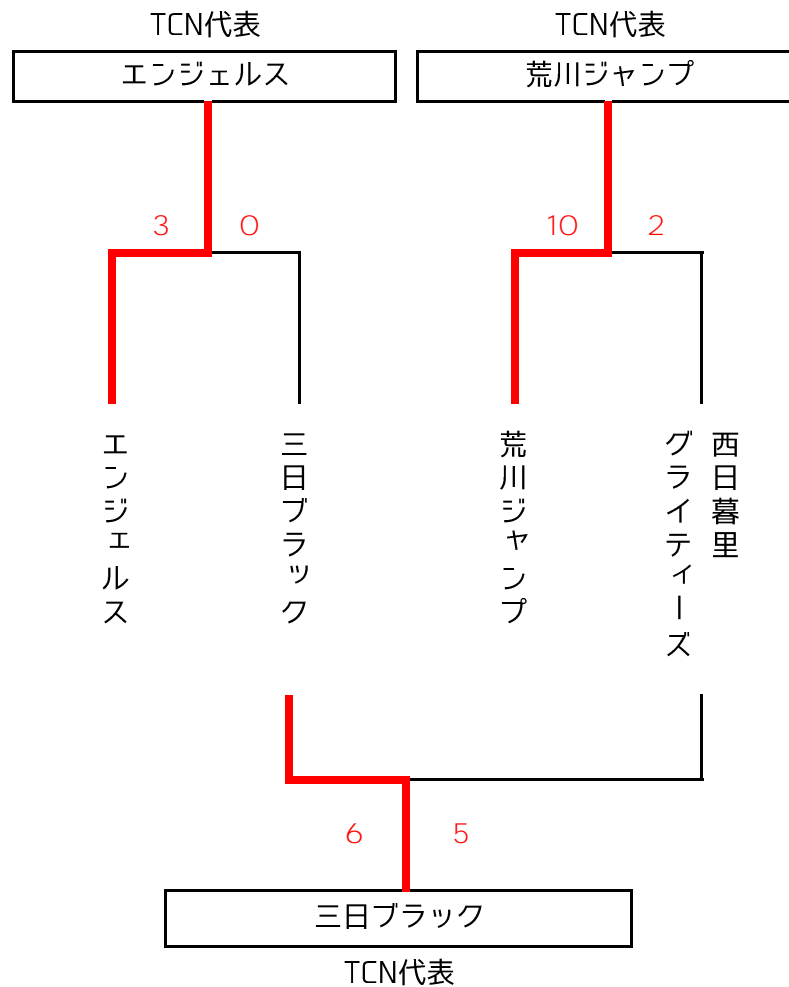 TCN代表
TCN代表
エンジェルス
荒川ジャンプ
3
0
10
2
エンジェルス
三日ブラック
荒川ジャンプ
西日暮里
グライティーズ
6
5
三日ブラック
TCN代表